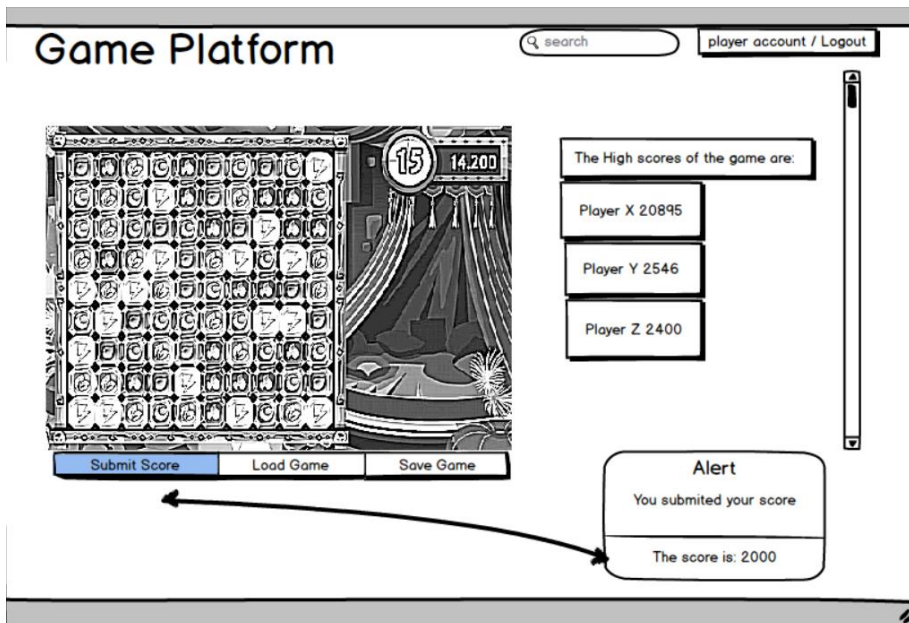 Game Platform
search
player account / Logout
15
14.200
The High scores of the game are:
Player X 20895
Player Y 2546
Player Z 2400
Submit Score
Load Game
Save Game
Alert
You submited your score
The score is: 2000